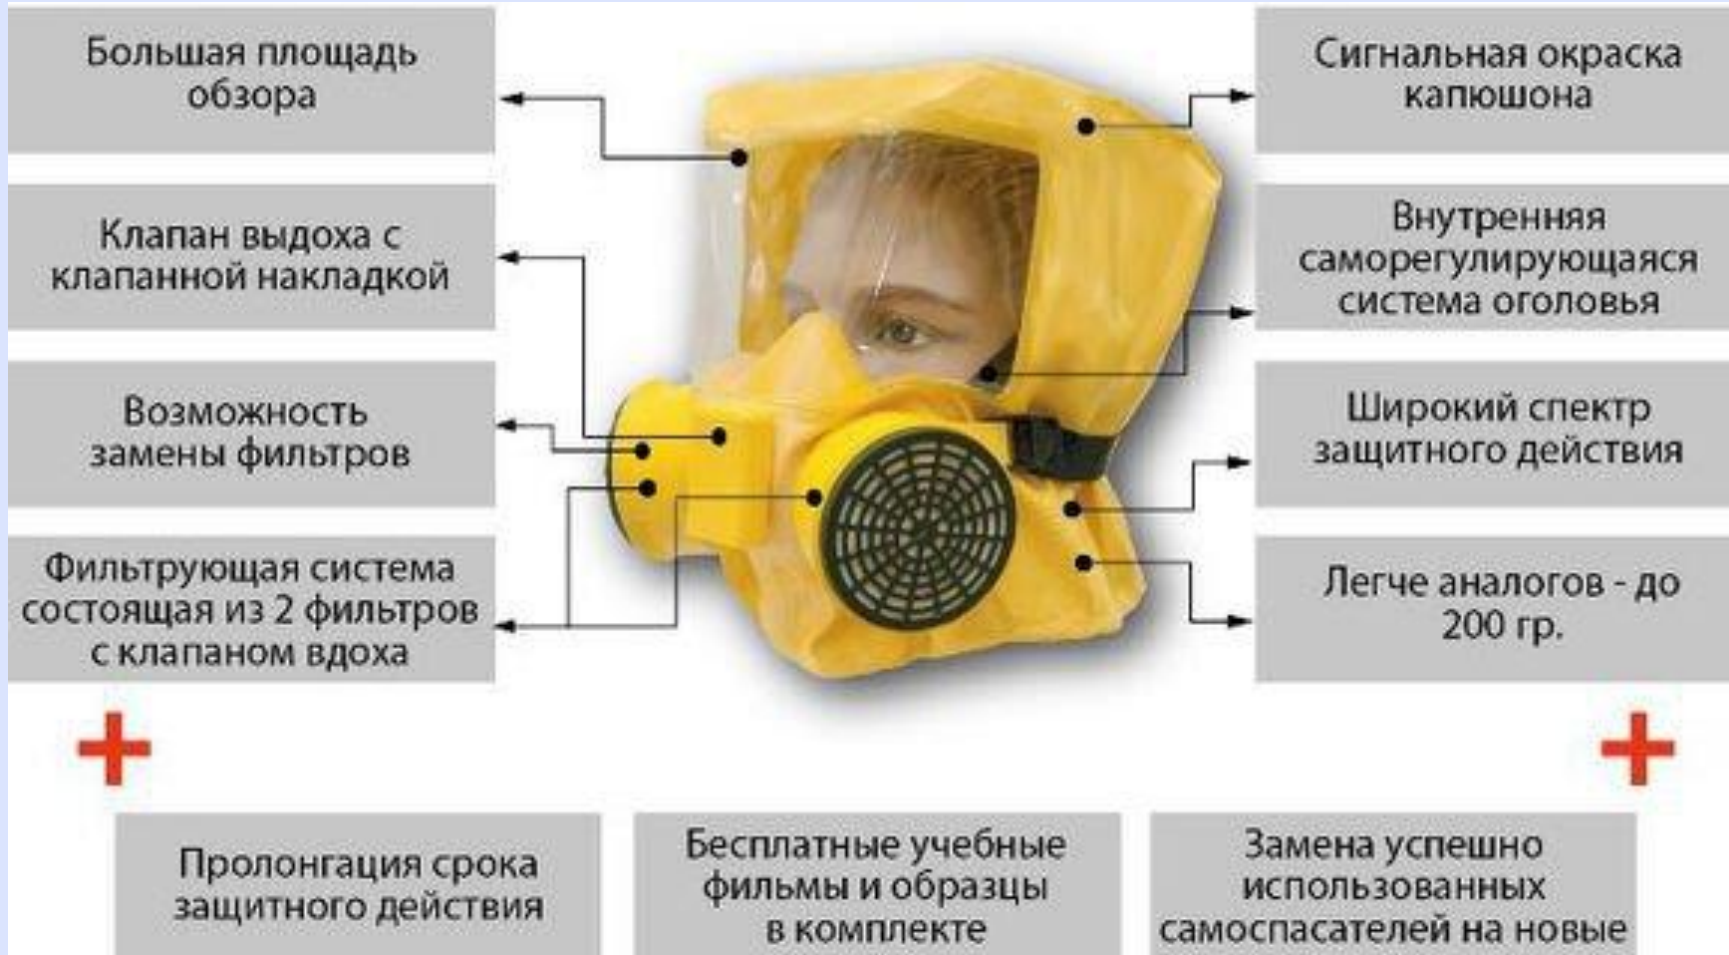 Большая площадь
обзора
Клапан выдоха с
клапанной накладкой
Возможность
замены фильтров
Фильтрующая система
состоящая из 2 фильтров
с клапаном вдоха
Сигнальная окраска
капюшона
Внутренняя
саморегулирующаяся
система оголовья
Широкий спектр
защитного действия
Легче аналогов - до
200 гр.
Пролонгация срока
защитного действия
Бесплатные учебные
фильмы и образцы
в комплекте
Замена успешно
использованных
самоспасателей на новые